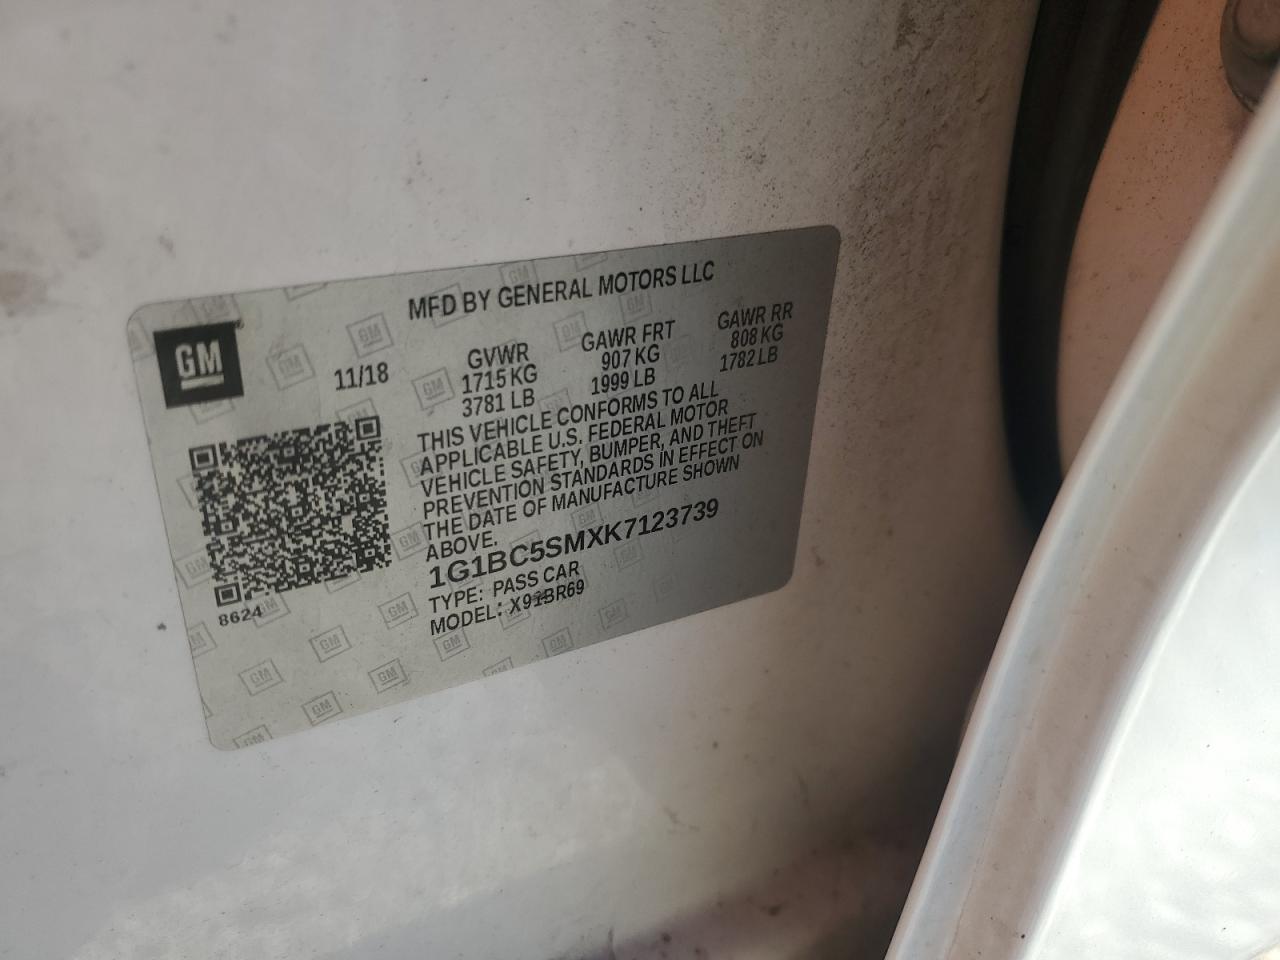 MFD BY GENERAL MOTORS LLC
GM
11/18
GVWR
1715 KG
3781 LB
GAWR FRT
907 KG
1999 LB
GAWR RR
808 KG
1782 LB
THIS VEHICLE CONFORMS TO ALL
APPLICABLE U.S. FEDERAL MOTOR
VEHICLE SAFETY, BUMPER, AND THEFT
PREVENTION STANDARDS IN EFFECT ON
THE DATE OF MANUFACTURE SHOWN
ABOVE.
1G1BC5SMXK7123739
TYPE: PASS CAR
MODEL: X91BR69
8624